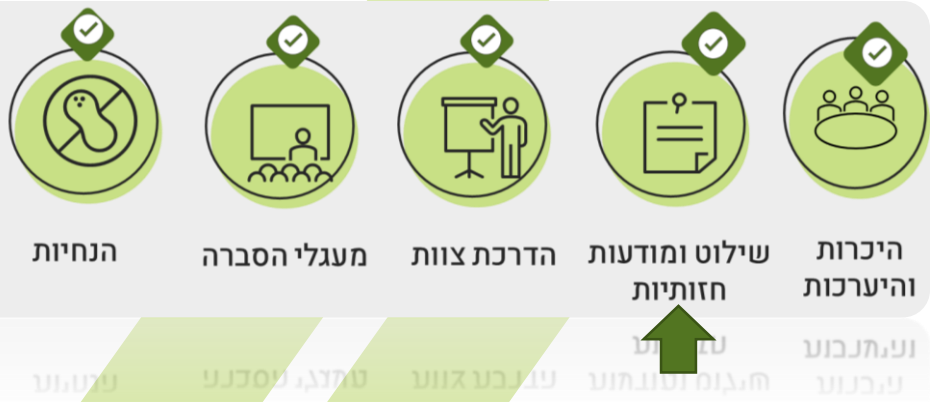 היכרות
והיערכות
שילוט ומודעות
חזותיות
הדרכת צוות
מעגלי הסברה
הנחיות